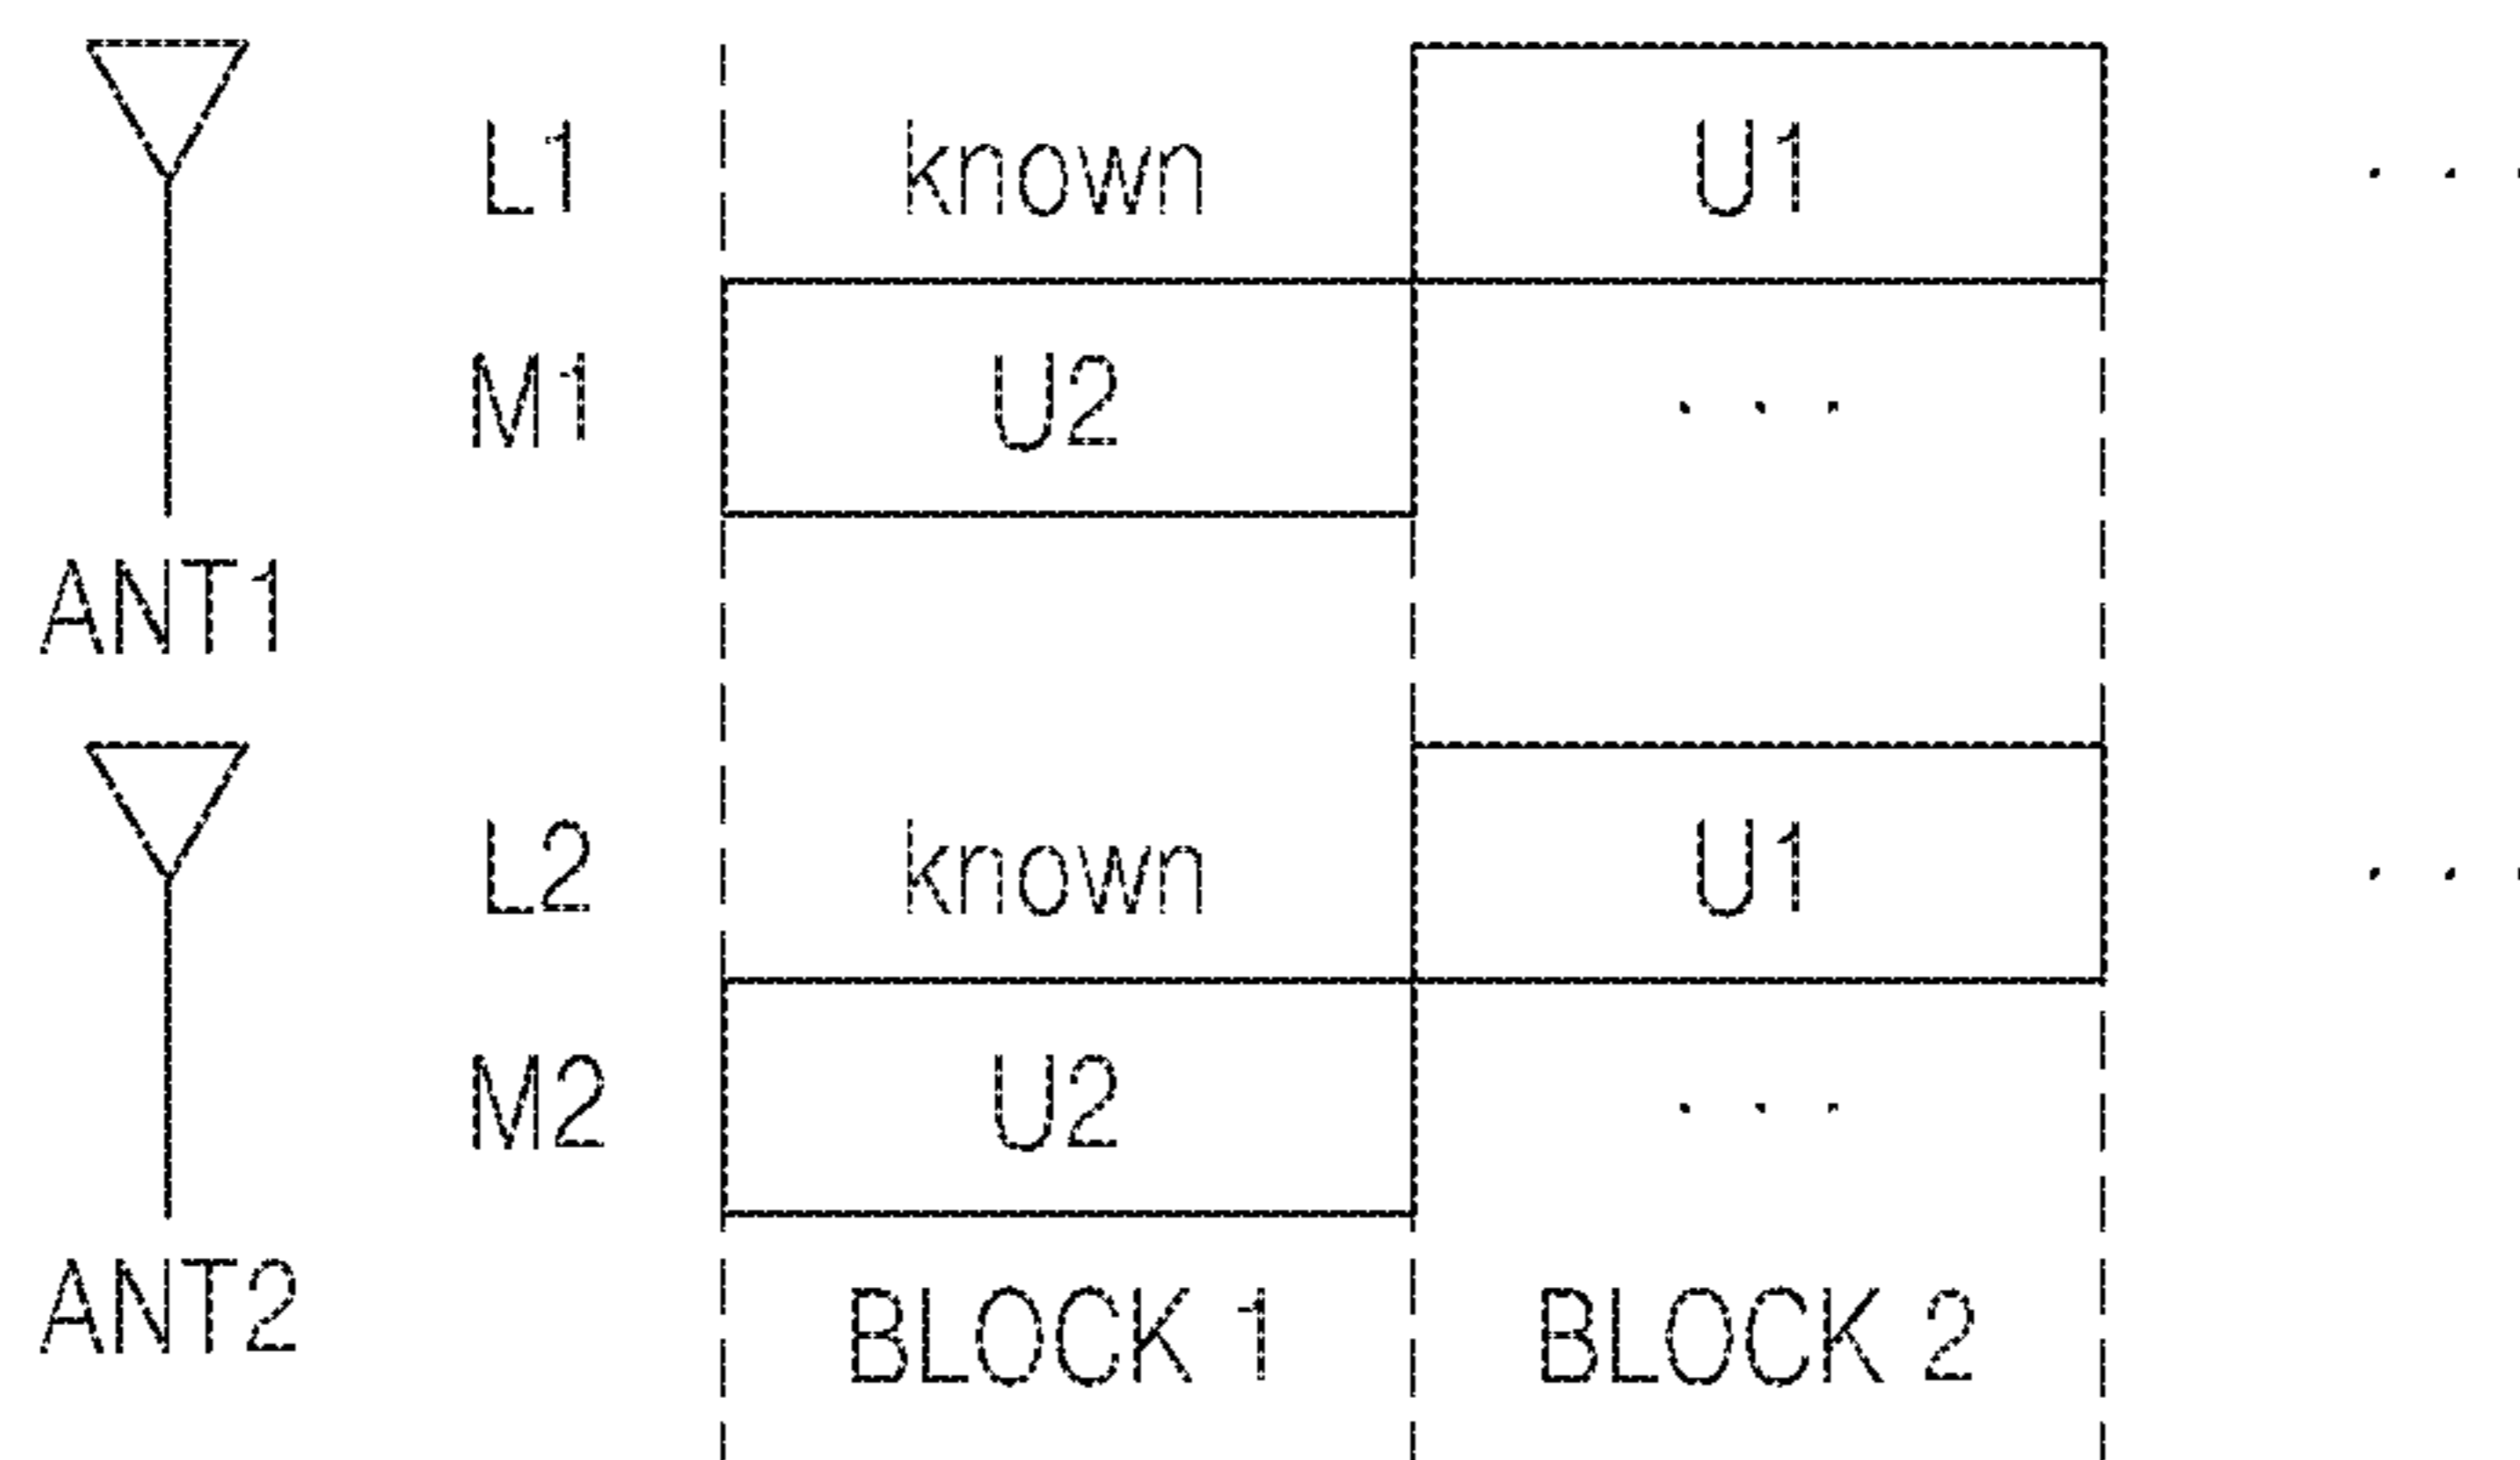 L1 known U1 . . .
M1 U2 . . .
ANT1
L2 known U1 . . .
M2 U2 . . .
ANT2 BLOCK 1 BLOCK 2